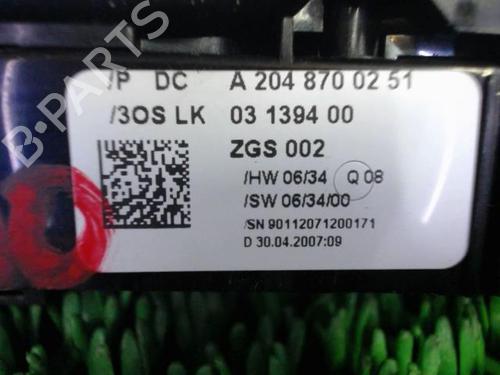 /P DC A 204 870 02 51
/3OS LK 03 1394 00
ZGS 002
/HW 06/34 Q 08
/SW 06/34/00
/SN 90112071200171
D 30.04.2007:09
B-PARTS